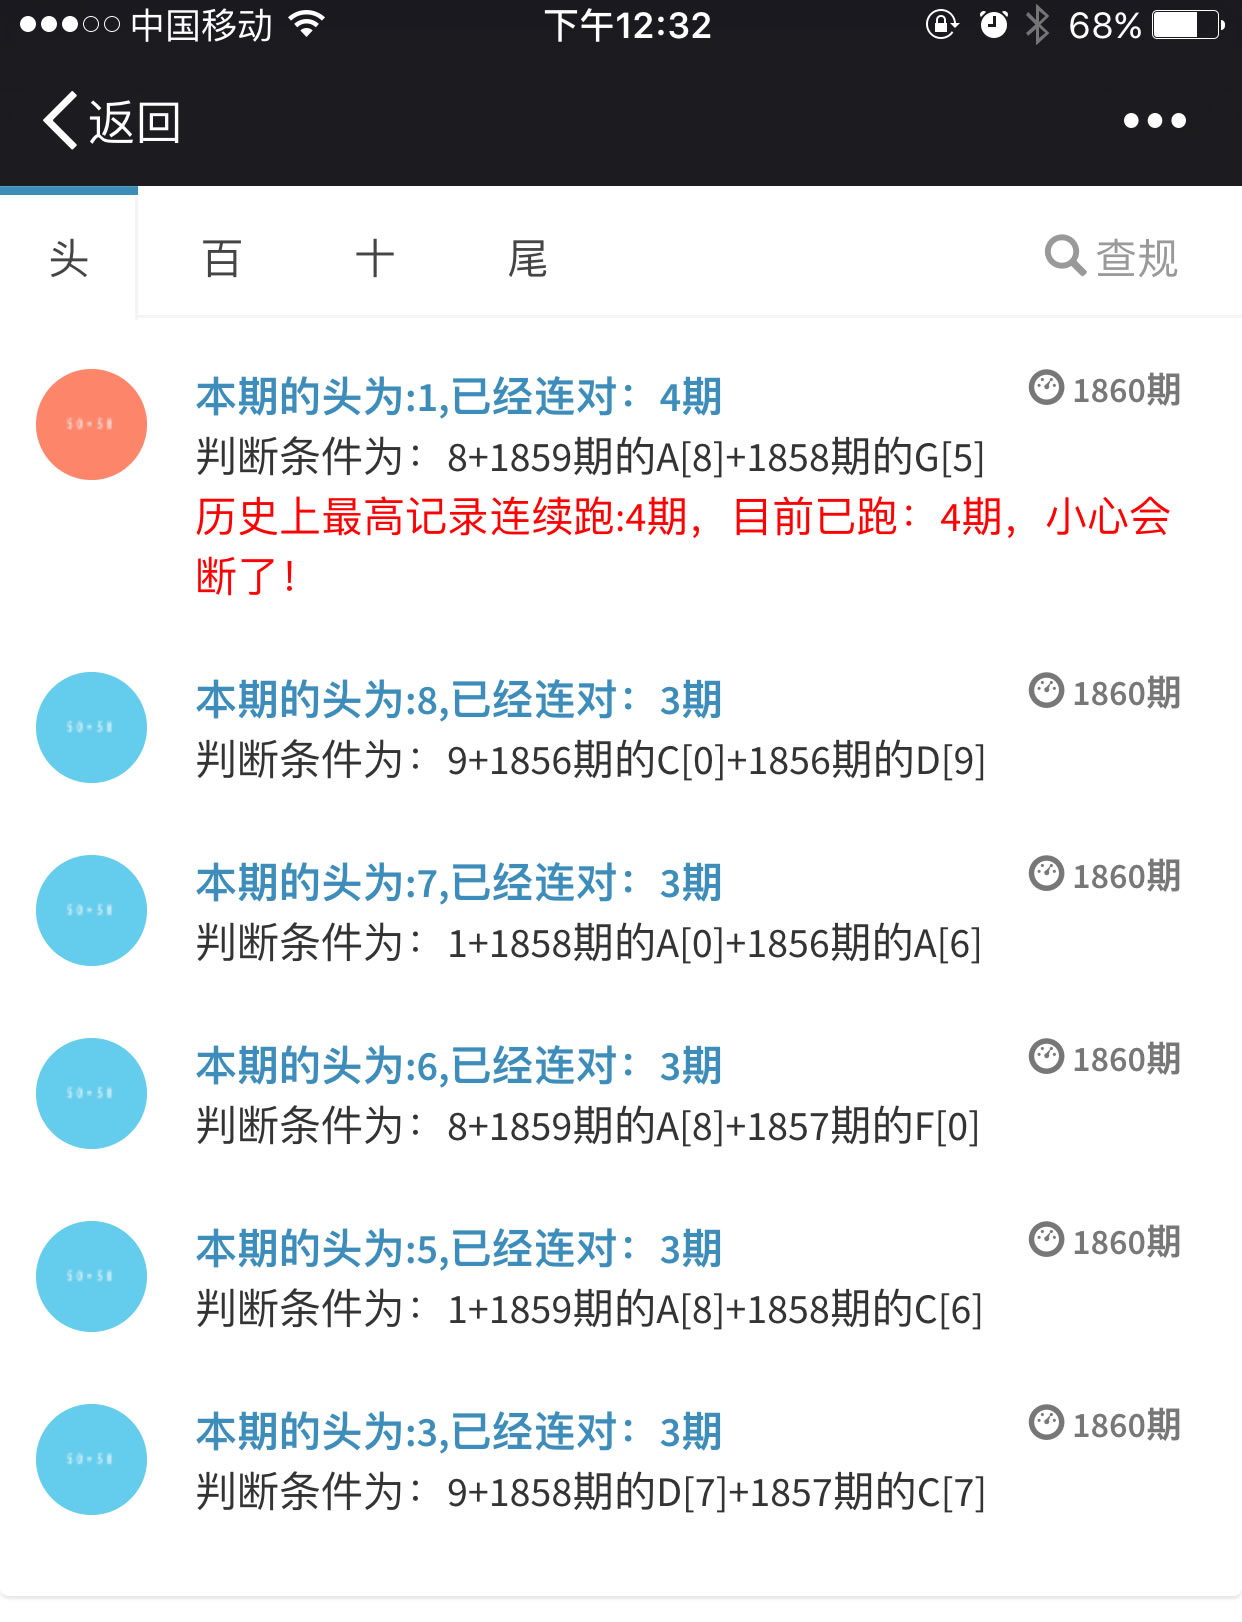 中国移动 下午12:32 68%
返回
头 百 十 尾 查规
本期的头为:1,已经连对：4期 1860期
判断条件为：8+1859期的A[8]+1858期的G[5]
历史上最高记录连续跑:4期，目前已跑：4期，小心会
断了！
50×50
本期的头为:8,已经连对：3期 1860期
判断条件为：9+1856期的C[0]+1856期的D[9]
50×50
本期的头为:7,已经连对：3期 1860期
判断条件为：1+1858期的A[0]+1856期的A[6]
50×50
本期的头为:6,已经连对：3期 1860期
判断条件为：8+1859期的A[8]+1857期的F[0]
50×50
本期的头为:5,已经连对：3期 1860期
判断条件为：1+1859期的A[8]+1858期的C[6]
50×50
本期的头为:3,已经连对：3期 1860期
判断条件为：9+1858期的D[7]+1857期的C[7]
50×50